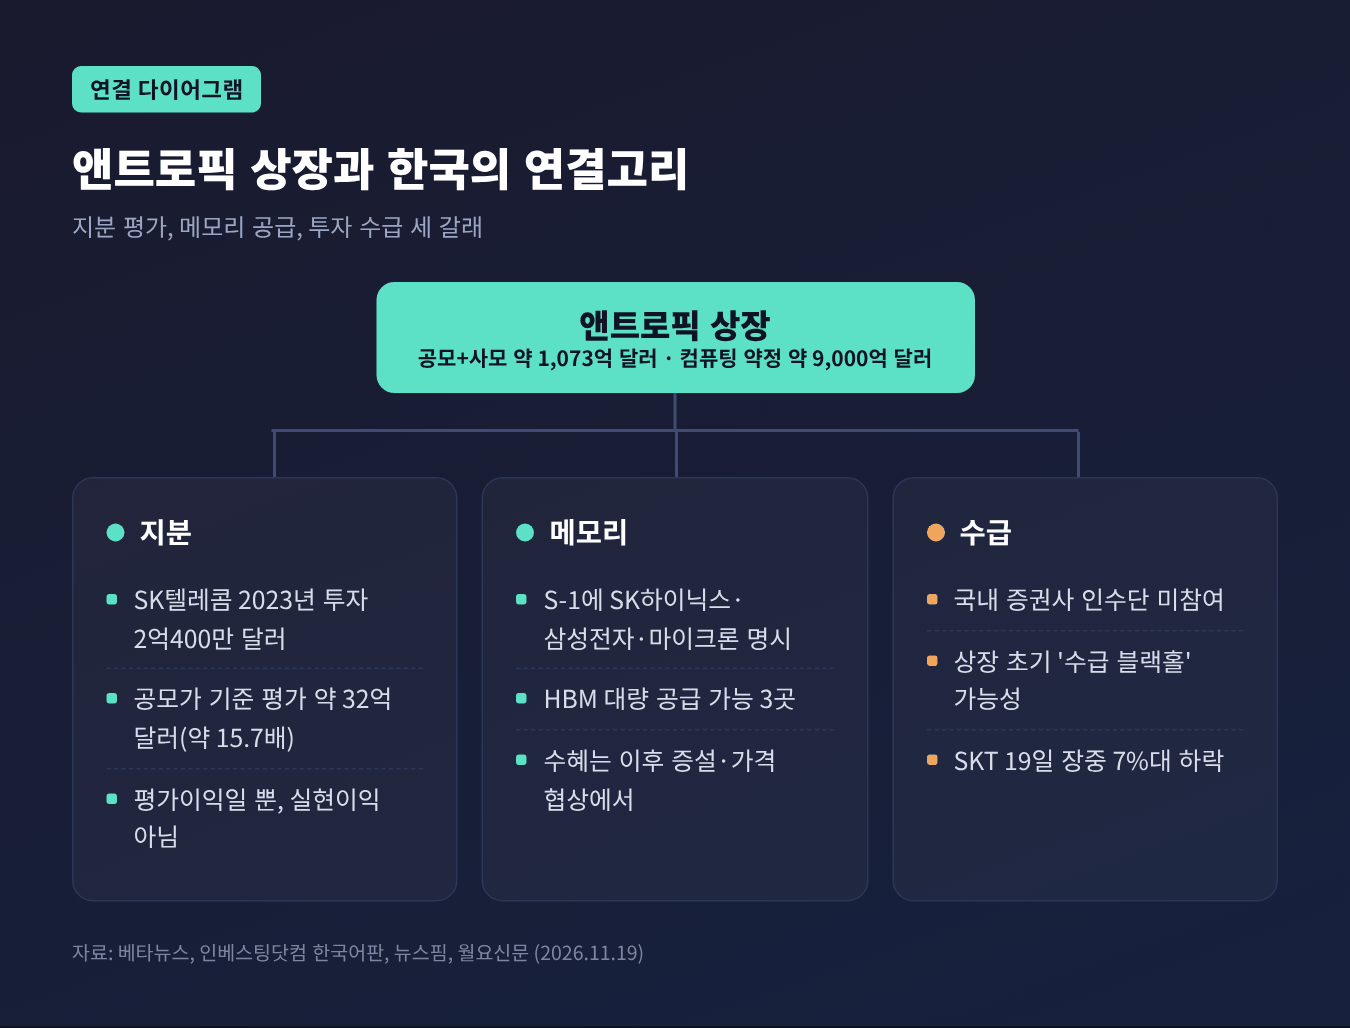 연결 다이어그램
앤트로픽 상장과 한국의 연결고리
지분 평가, 메모리 공급, 투자 수급 세 갈래
앤트로픽 상장
공모+사모 약 1,073억 달러 · 컴퓨팅 약정 약 9,000억 달러
지분
SK텔레콤 2023년 투자
2억400만 달러
공모가 기준 평가 약 32억
달러(약 15.7배)
평가이익일 뿐, 실현이익
아님
메모리
S-1에 SK하이닉스·
삼성전자·마이크론 명시
HBM 대량 공급 가능 3곳
수혜는 이후 증설·가격
협상에서
수급
국내 증권사 인수단 미참여
상장 초기 '수급 블랙홀'
가능성
SKT 19일 장중 7%대 하락
자료: 베타뉴스, 인베스팅닷컴 한국어판, 뉴스핌, 월요신문 (2026.11.19)